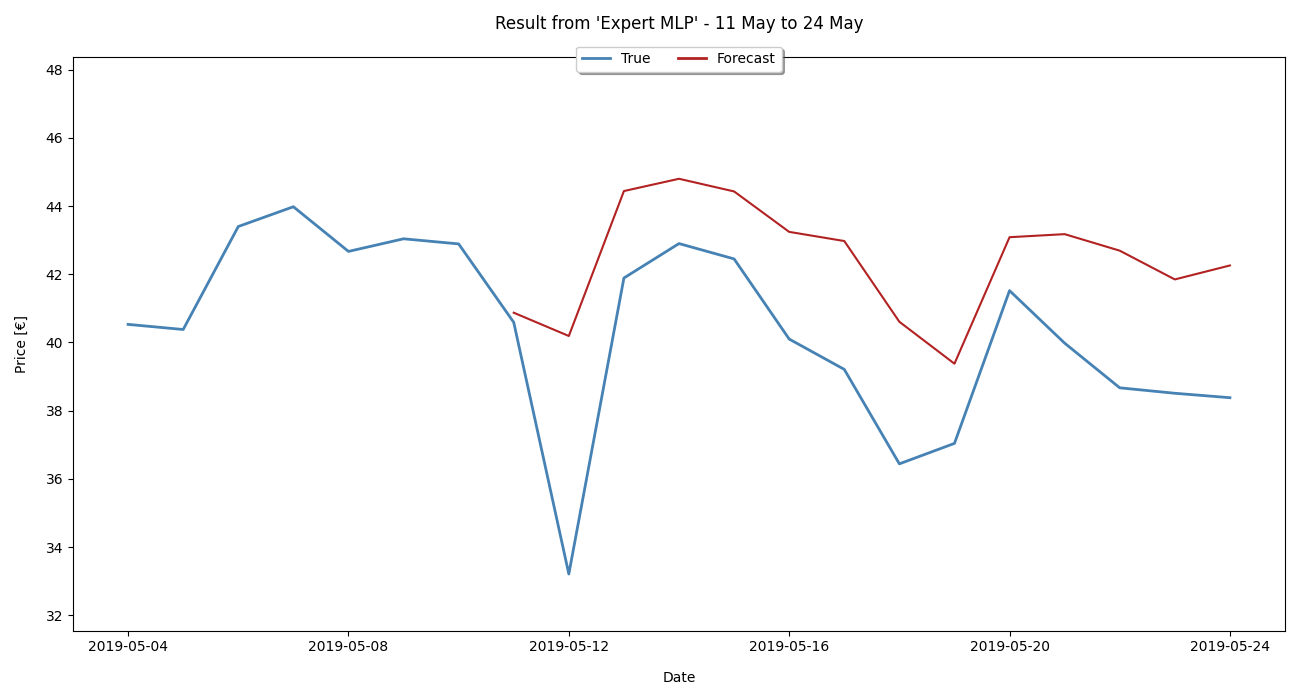 Result from 'Expert MLP' - 11 May to 24 May
True Forecast
48
46
44
42
40
38
36
34
32
Price [€]
2019-05-04 2019-05-08 2019-05-12 2019-05-16 2019-05-20 2019-05-24
Date